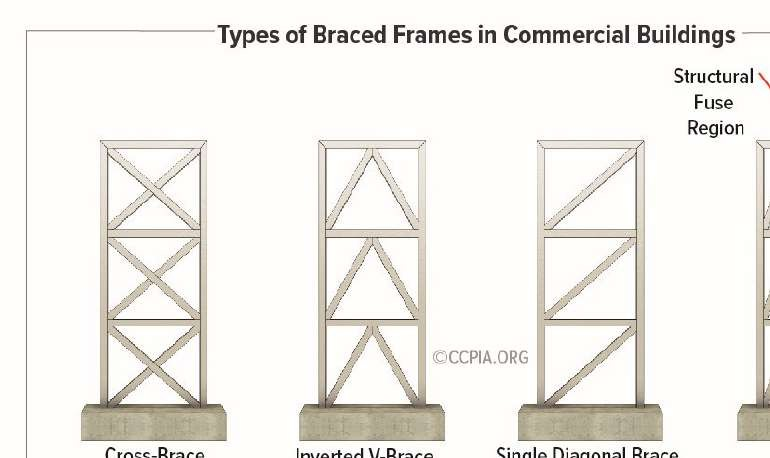 Types of Braced Frames in Commercial Buildings
Structural
Fuse
Region
©CCPIA.ORG
Cross-Brace
Inverted V-Brace
Single Diagonal Brace